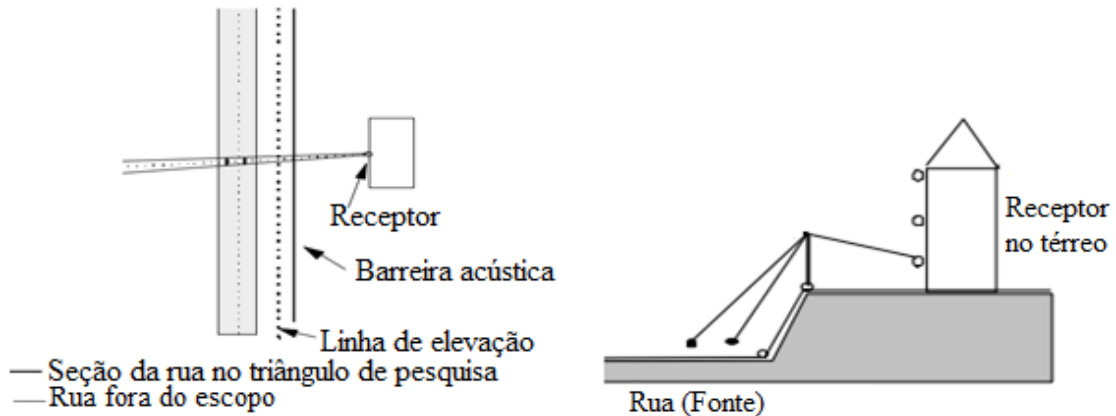 Receptor
Barreira acústica
Linha de elevação
Seção da rua no triângulo de pesquisa
Rua fora do escopo
Receptor
no térreo
Rua (Fonte)